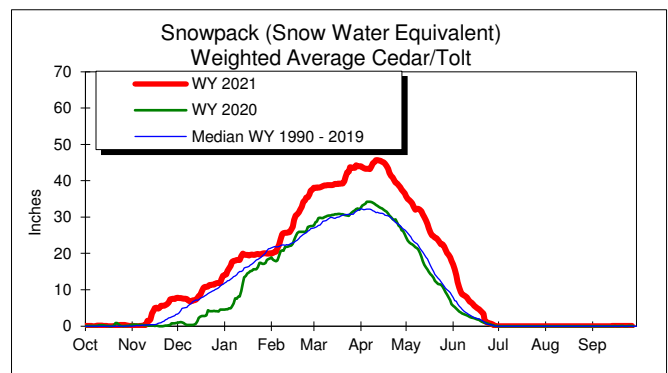 Snowpack (Snow Water Equivalent)
Weighted Average Cedar/Tolt
70
60
50
40
30
20
10
0
Inches
WY 2021
WY 2020
Median WY 1990 - 2019
Oct Nov Dec Jan Feb Mar Apr May Jun Jul Aug Sep